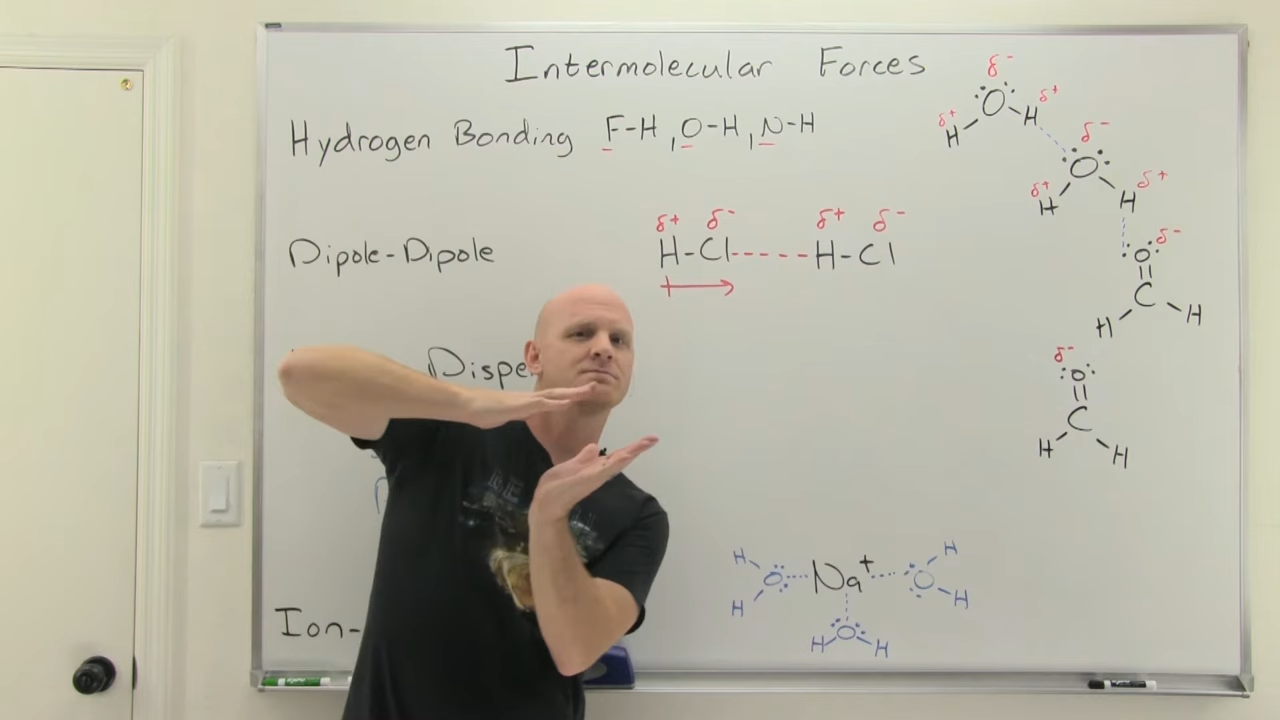 Intermolecular Forces
Hydrogen Bonding F-H, O-H, N-H
Dipole-Dipole
δ+ δ- δ+ δ-
H-Cl-----H-Cl
Dispe
Ion-
δ-
O
δ+ H H δ+
δ-
O
δ+ H H δ+
O δ-
C
H H
δ-
O
C
H H
H H
O Na+ O
H H
O
H H